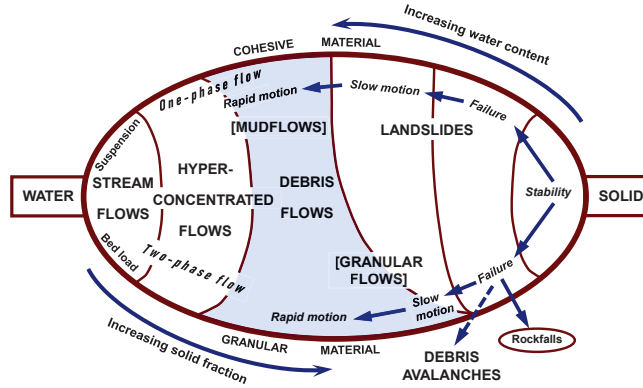 Increasing water content
COHESIVE MATERIAL
One-phase flow
Rapid motion
Slow motion
Failure
Suspension
[MUDFLOWS]
LANDSLIDES
WATER
STREAM
FLOWS
HYPER-
CONCENTRATED
FLOWS
DEBRIS
FLOWS
Stability
SOLID
Bed load
Two-phase flow
[GRANULAR
FLOWS]
Failure
Slow
motion
Rapid motion
Rockfalls
GRANULAR MATERIAL
DEBRIS
AVALANCHES
Increasing solid fraction